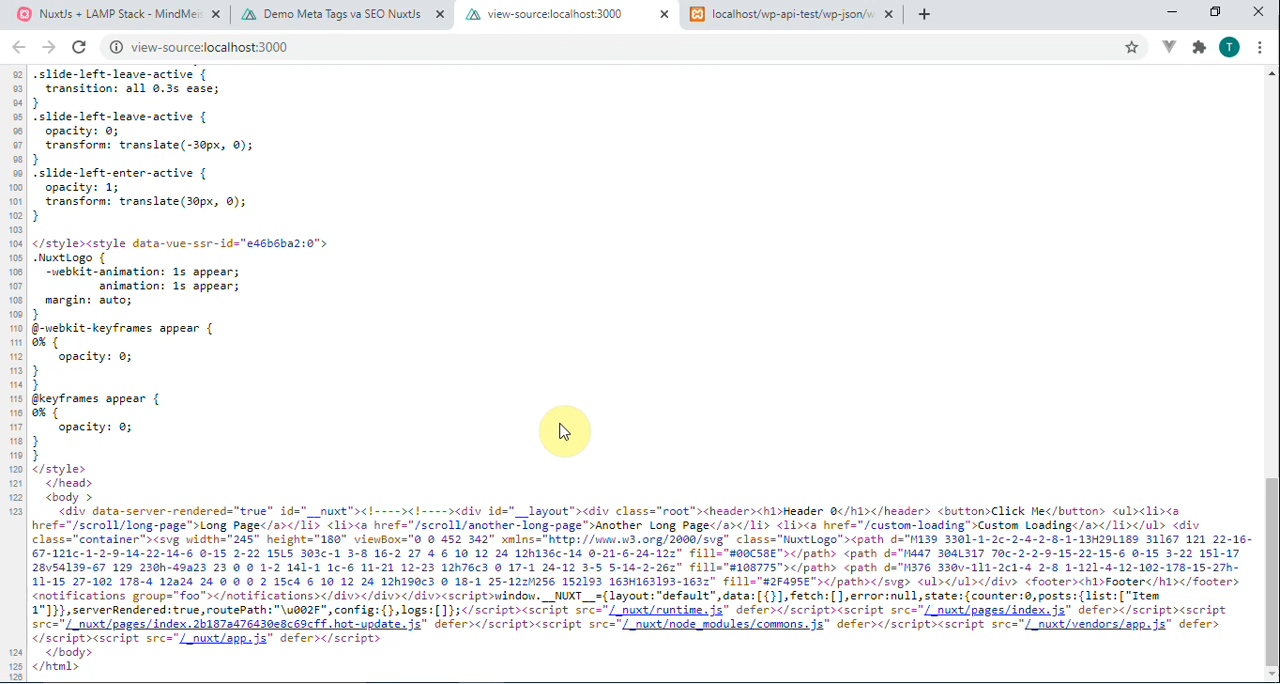 NuxtJs + LAMP Stack - MindMeis
Demo Meta Tags va SEO NuxtJs
view-source:localhost:3000
localhost/wp-api-test/wp-json/w
view-source:localhost:3000
T
92 .slide-left-leave-active {
93 transition: all 0.3s ease;
94 }
95 .slide-left-leave-active {
96 opacity: 0;
97 transform: translate(-30px, 0);
98 }
99 .slide-left-enter-active {
100 opacity: 1;
101 transform: translate(30px, 0);
102 }
103
104 </style><style data-vue-ssr-id="e46b6ba2:0">
105 .NuxtLogo {
106 -webkit-animation: 1s appear;
107 animation: 1s appear;
108 margin: auto;
109 }
110 @-webkit-keyframes appear {
111 0% {
112 opacity: 0;
113 }
114 }
115 @keyframes appear {
116 0% {
117 opacity: 0;
118 }
119 }
120 </style>
121 </head>
122 <body >
123 <div data-server-rendered="true" id="__nuxt"><!----><!----><div id="__layout"><div class="root"><header><h1>Header 0</h1></header> <button>Click Me</button> <ul><li><a
href="/scroll/long-page">Long Page</a></li> <li><a href="/scroll/another-long-page">Another Long Page</a></li> <li><a href="/custom-loading">Custom Loading</a></li></ul> <div
class="container"><svg width="245" height="180" viewBox="0 0 452 342" xmlns="http://www.w3.org/2000/svg" class="NuxtLogo"><path d="M139 330l-1-2c-2-4-2-8-1-13H29L189 31l67 121 22-16-
67-121c-1-2-9-14-22-14-6 0-15 2-22 15L5 303c-1 3-8 16-2 27 4 6 10 12 24 12h136c-14 0-21-6-24-12z" fill="#00C58E"></path> <path d="M447 304L317 70c-2-2-9-15-22-15-6 0-15 3-22 15l-17
28v54l39-67 129 230h-49a23 23 0 0 1-2 14l-1 1c-6 11-21 12-23 12h76c3 0 17-1 24-12 3-5 5-14-2-26z" fill="#108775"></path> <path d="M376 330v-1l1-2c1-4 2-8 1-12l-4-12-102-178-15-27h-
1l-15 27-102 178-4 12a24 24 0 0 0 2 15c4 6 10 12 24 12h190c3 0 18-1 25-12zM256 152l93 163H163l93-163z" fill="#2F495E"></path></svg> <ul></ul></div> <footer><h1>Footer</h1></footer>
<notifications group="foo"></notifications></div></div></div><script>window.__NUXT__={layout:"default",data:[{}],fetch:[],error:null,state:{counter:0,posts:{list:["Item
1"]}},serverRendered:true,routePath:"\u002F",config:{},logs:[]};</script><script src="/_nuxt/runtime.js" defer></script><script src="/_nuxt/pages/index.js" defer></script><script
src="/_nuxt/pages/index.2b187a476430e8c69cff.hot-update.js" defer></script><script src="/_nuxt/node_modules/commons.js" defer></script><script src="/_nuxt/vendors/app.js" defer>
</script><script src="/_nuxt/app.js" defer></script>
124 </body>
125 </html>
126